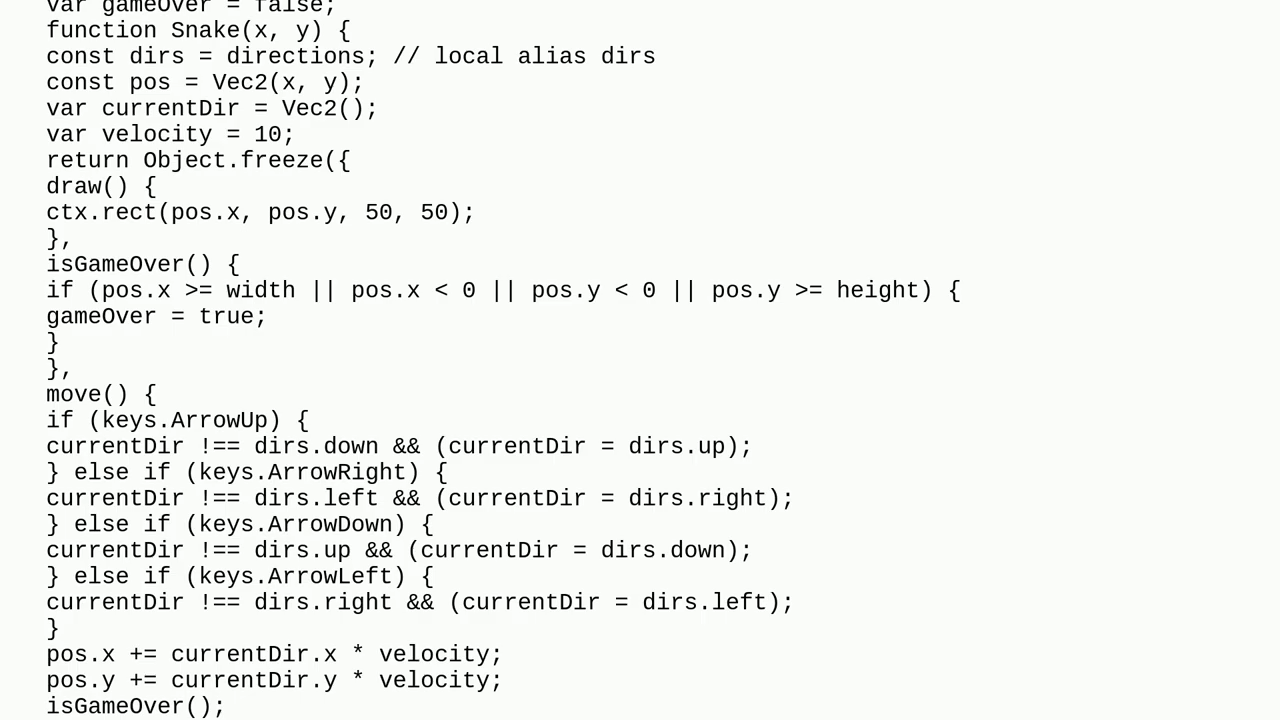 var gameOver = false;
function Snake(x, y) {
const dirs = directions; // local alias dirs
const pos = Vec2(x, y);
var currentDir = Vec2();
var velocity = 10;
return Object.freeze({
draw() {
ctx.rect(pos.x, pos.y, 50, 50);
},
isGameOver() {
if (pos.x >= width || pos.x < 0 || pos.y < 0 || pos.y >= height) {
gameOver = true;
}
},
move() {
if (keys.ArrowUp) {
currentDir !== dirs.down && (currentDir = dirs.up);
} else if (keys.ArrowRight) {
currentDir !== dirs.left && (currentDir = dirs.right);
} else if (keys.ArrowDown) {
currentDir !== dirs.up && (currentDir = dirs.down);
} else if (keys.ArrowLeft) {
currentDir !== dirs.right && (currentDir = dirs.left);
}
pos.x += currentDir.x * velocity;
pos.y += currentDir.y * velocity;
isGameOver();